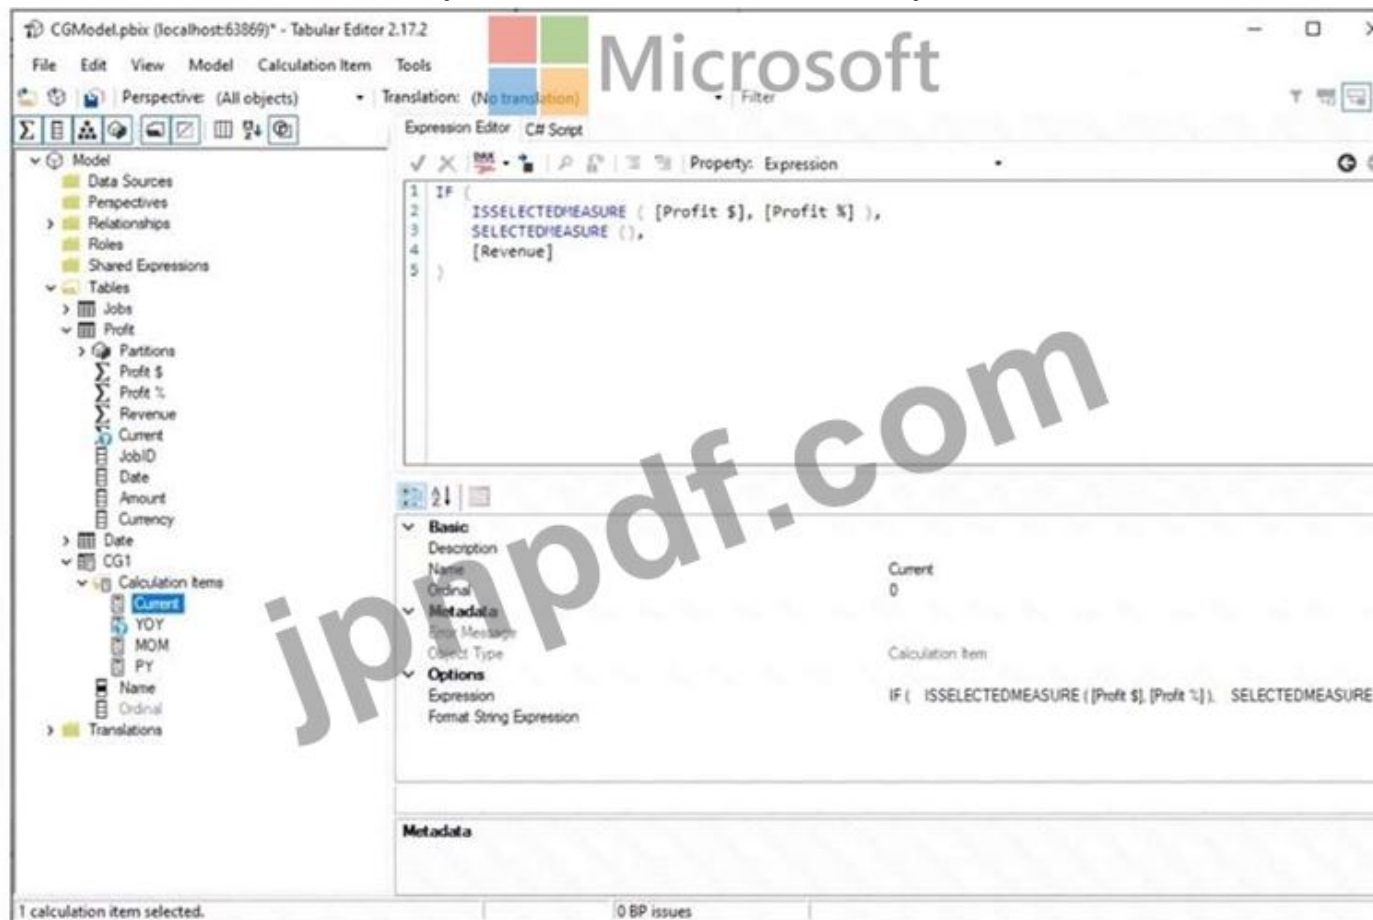 CGModel.pbix (localhost:63869)* - Tabular Editor 2.17.2
Microsoft
File Edit View Model Calculation Item Tools
Perspective: (All objects) Translation: (No translation) Filter
Expression Editor C# Script
Property: Expression
1 IF (
2 ISSELECTEDMEASURE ( [Profit $], [Profit %] ),
3 SELECTEDMEASURE (),
4 [Revenue]
5 )
Model
Data Sources
Perspectives
Relationships
Roles
Shared Expressions
Tables
Jobs
Profit
Partitions
Profit $
Profit %
Revenue
Current
JobID
Date
Amount
Currency
Date
CG1
Calculation Items
Current
YOY
MOM
PY
Name
Ordinal
Translations
Basic
Description
Name Current
Ordinal 0
Metadata
Error Message
Object Type Calculation Item
Options
Expression IF ( ISSELECTEDMEASURE ( [Profit $], [Profit %] ), SELECTEDMEASURE
Format String Expression
Metadata
1 calculation item selected. 0 BP issues
jpnpdf.com